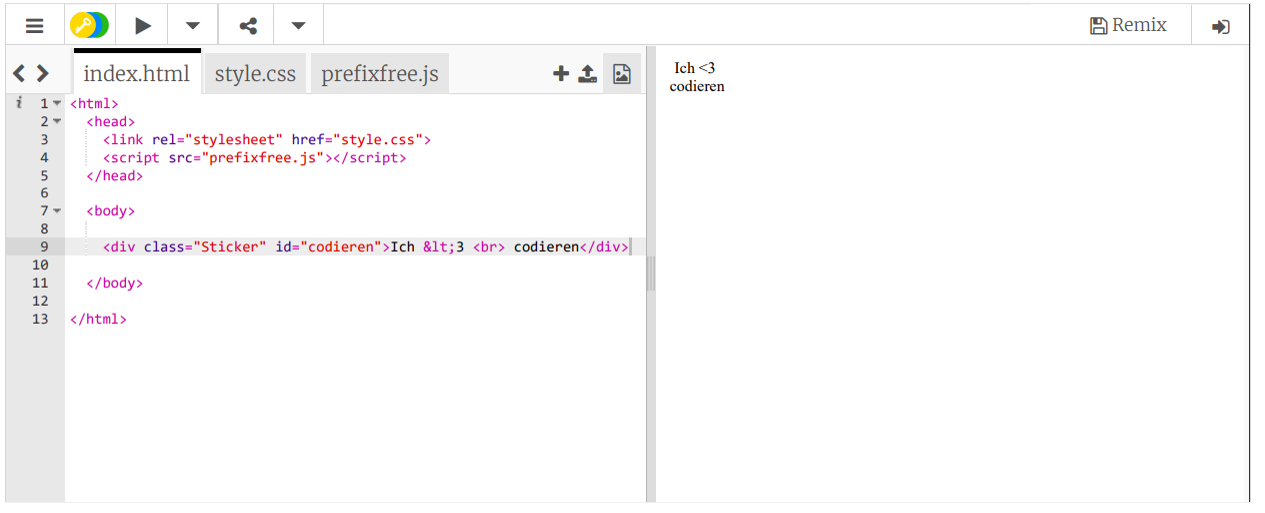 Remix
index.html style.css prefixfree.js
i 1 <html>
2 <head>
3 <link rel="stylesheet" href="style.css">
4 <script src="prefixfree.js"></script>
5 </head>
6
7 <body>
8
9 <div class="Sticker" id="codieren">Ich &lt;3 <br> codieren</div>
10
11 </body>
12
13 </html>
Ich <3
codieren